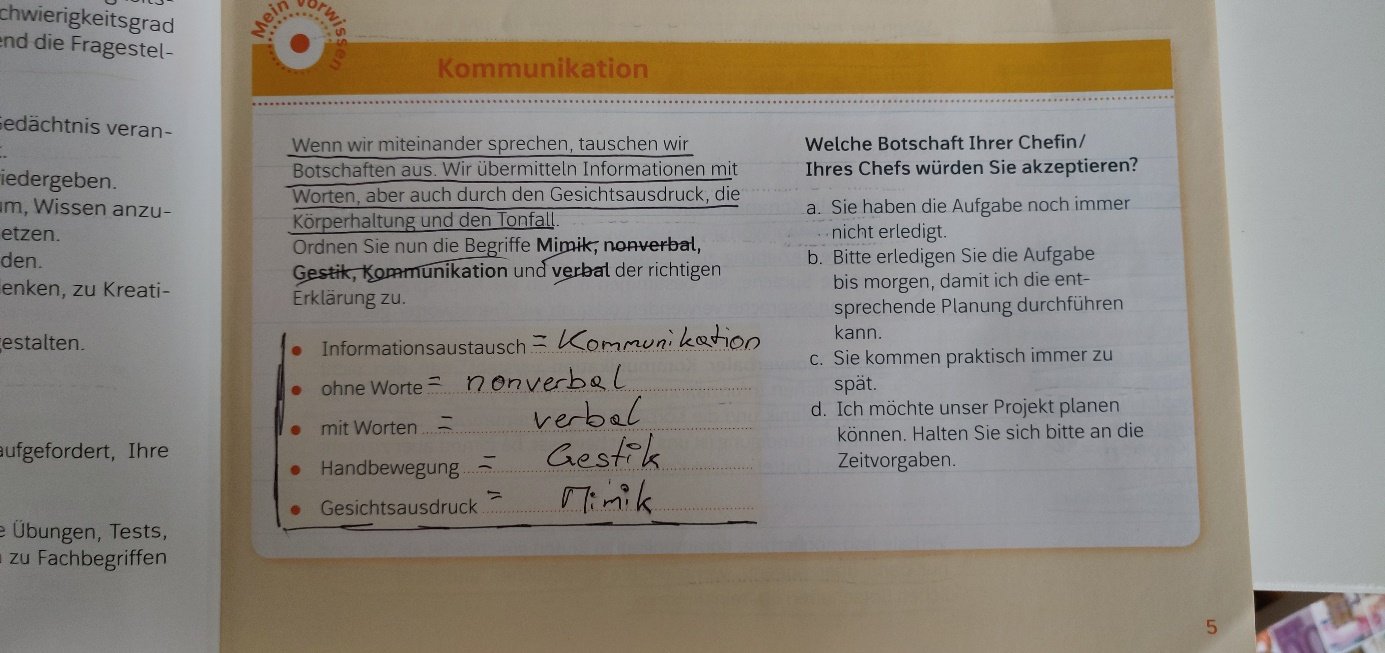 chwierigkeitsgrad
end die Fragestel-
Gedächtnis veran-
iedergeben.
um, Wissen anzu-
etzen.
den.
enken, zu Kreati-
gestalten.
aufgefordert, Ihre
e Übungen, Tests,
zu Fachbegriffen
Mein Vorwissen
Kommunikation
Wenn wir miteinander sprechen, tauschen wir
Botschaften aus. Wir übermitteln Informationen mit
Worten, aber auch durch den Gesichtsausdruck, die
Körperhaltung und den Tonfall.
Ordnen Sie nun die Begriffe Mimik, nonverbal,
Gestik, Kommunikation und verbal der richtigen
Erklärung zu.
• Informationsaustausch = Kommunikation
• ohne Worte = nonverbal
• mit Worten = verbal
• Handbewegung = Gestik
• Gesichtsausdruck = Mimik
Welche Botschaft Ihrer Chefin/
Ihres Chefs würden Sie akzeptieren?
a. Sie haben die Aufgabe noch immer
nicht erledigt.
b. Bitte erledigen Sie die Aufgabe
bis morgen, damit ich die ent-
sprechende Planung durchführen
kann.
c. Sie kommen praktisch immer zu
spät.
d. Ich möchte unser Projekt planen
können. Halten Sie sich bitte an die
Zeitvorgaben.
5